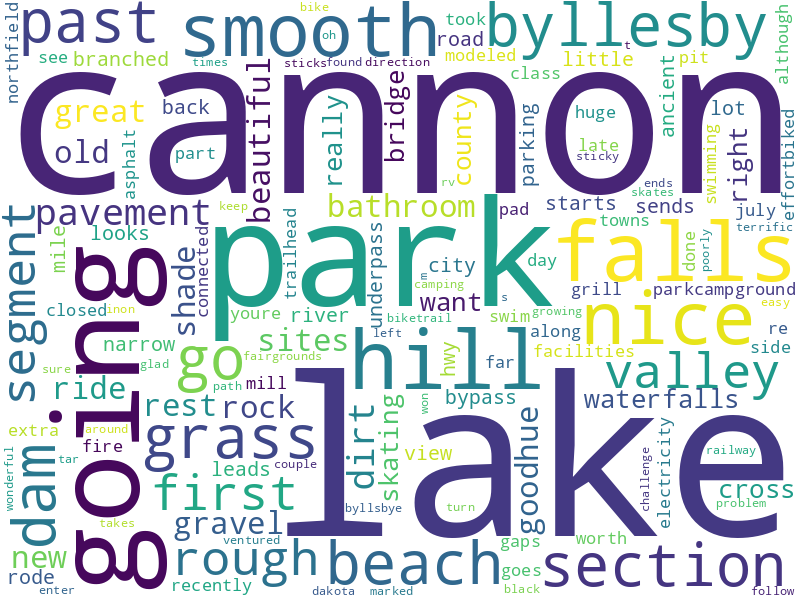 northfield
past
smooth
bike
oh
byllesby
took
road
modeled
little
pit
although
see
branched
times
sticks
found
direction
t
class
cannon
great
back
old
part
asphalt
beautiful
really
bridge
county
parking
huge
late
sticky
ancient
lot
swimming
right
effortbiked
skates
ends
july
terrific
pavement
keep
bathroom
rv
pad
starts
sends
towns
done
poorly
segment
mile
looks
shade
connected
going
park
trailhead
underpass
city
m
camping
day
falls
grill
parkcampground
closed
inon
youre
river
want
s
swim
growing
nice
re
easy
narrow
go
sites
biketrail
left
hwy
along
side
sure
glad
fairgrounds
hill
far
facilities
valley
ride
path
mill
bypass
waterfalls
rest
rock
dirt
skating
goodhue
lake
extra
around
fire
won
view
grass
dam
tar
leads
couple
challenge
electricity
railway
wonderful
first
cross
problem
takes
gravel
byllsbye
turn
gaps
worth
new
ventured
rough
beach
goes
section
rode
enter
recently
dakota
marked
black
follow